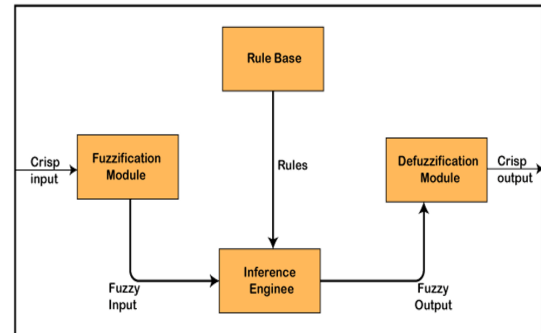 Rule Base
Crisp
input
Fuzzification
Module
Rules
Defuzzification
Module
Crisp
output
Fuzzy
Input
Inference
Enginee
Fuzzy
Output